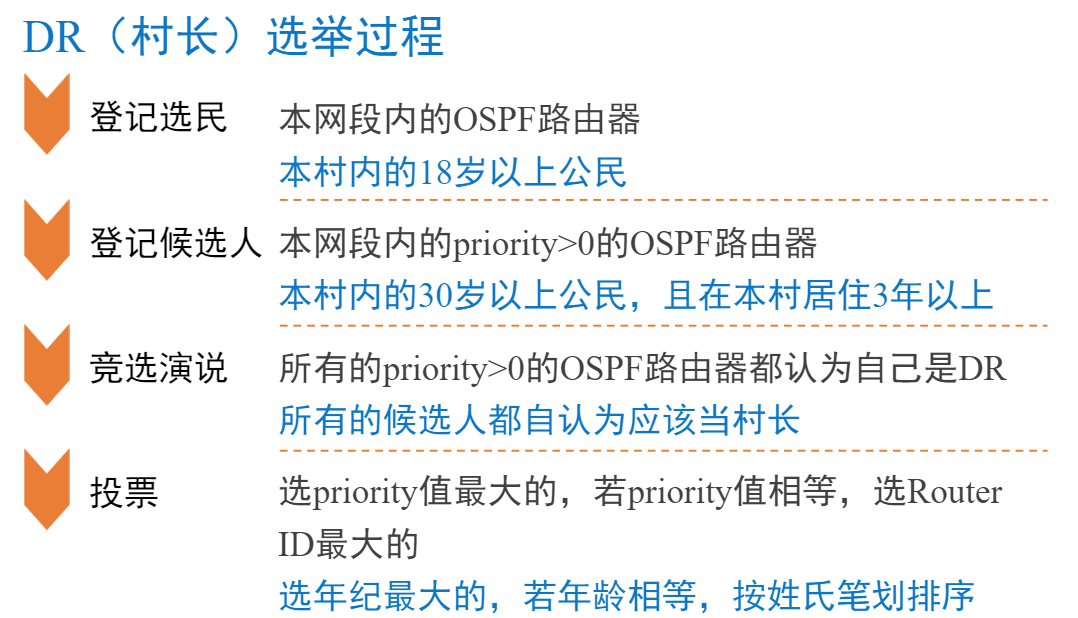 DR（村长）选举过程
登记选民
本网段内的OSPF路由器
本村内的18岁以上公民
登记候选人
本网段内的priority>0的OSPF路由器
本村内的30岁以上公民，且在本村居住3年以上
竞选演说
所有的priority>0的OSPF路由器都认为自己是DR
所有的候选人都自认为应该当村长
投票
选priority值最大的，若priority值相等，选Router
ID最大的
选年纪最大的，若年龄相等，按姓氏笔划排序